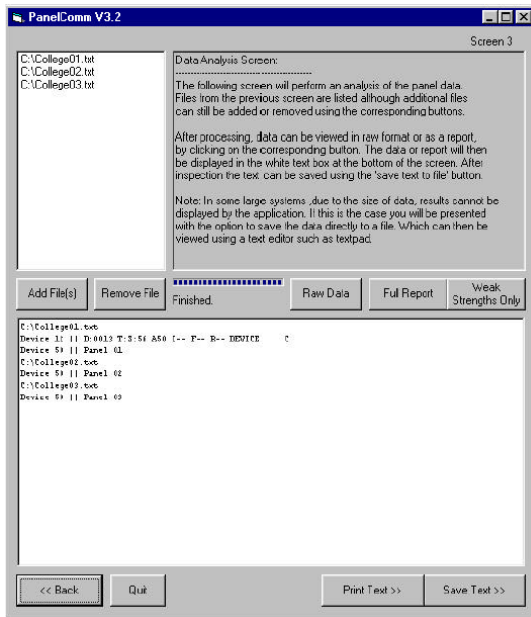 PanelComm V3.2
Screen 3
C:\College01.txt
C:\College02.txt
C:\College03.txt
Data Analysis Screen:
---------------------------------------------
The following screen will perform an analysis of the panel data.
Files from the previous screen are listed although additional files
can still be added or removed using the corresponding buttons.
After processing, data can be viewed in raw format or as a report,
by clicking on the corresponding button. The data or report will then
be displayed in the white text box at the bottom of the screen. After
inspection the text can be saved using the 'save text to file' button.
Note: In some large systems ,due to the size of data, results cannot be
displayed by the application. If this is the case you will be presented
with the option to save the data directly to a file. Which can then be
viewed using a text editor such as textpad.
Add File(s)
Remove File
Finished.
Raw Data
Full Report
Weak
Strengths Only
C:\College01.txt
Device || T: A50 F-- R-- DEVICE
Device || Panel 01
C:\College02.txt
Device || Panel 02
C:\College03.txt
Device || Panel 03
<< Back
Quit
Print Text >>
Save Text >>